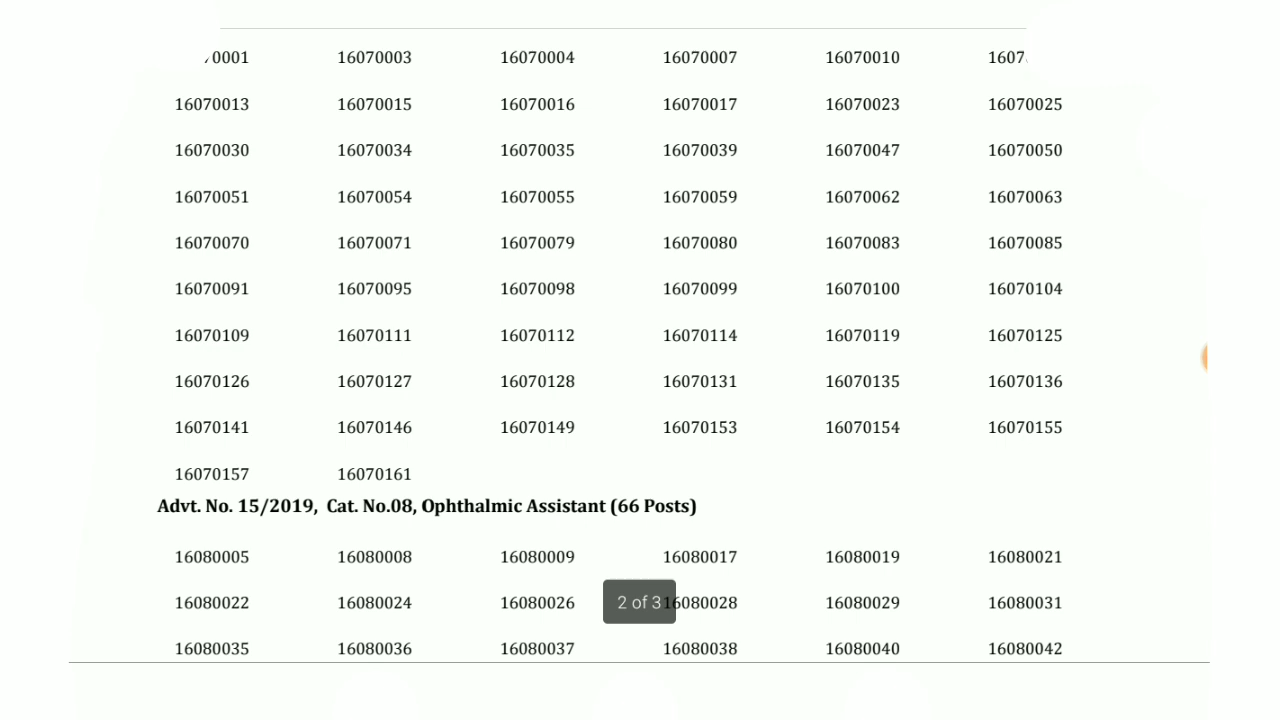 16070003 16070004 16070007 16070010
16070013 16070015 16070016 16070017 16070023 16070025
16070030 16070034 16070035 16070039 16070047 16070050
16070051 16070054 16070055 16070059 16070062 16070063
16070070 16070071 16070079 16070080 16070083 16070085
16070091 16070095 16070098 16070099 16070100 16070104
16070109 16070111 16070112 16070114 16070119 16070125
16070126 16070127 16070128 16070131 16070135 16070136
16070141 16070146 16070149 16070153 16070154 16070155
16070157 16070161
Advt. No. 15/2019, Cat. No.08, Ophthalmic Assistant (66 Posts)
16080005 16080008 16080009 16080017 16080019 16080021
16080022 16080024 16080026 2 of 3 16080028 16080029 16080031
16080035 16080036 16080037 16080038 16080040 16080042